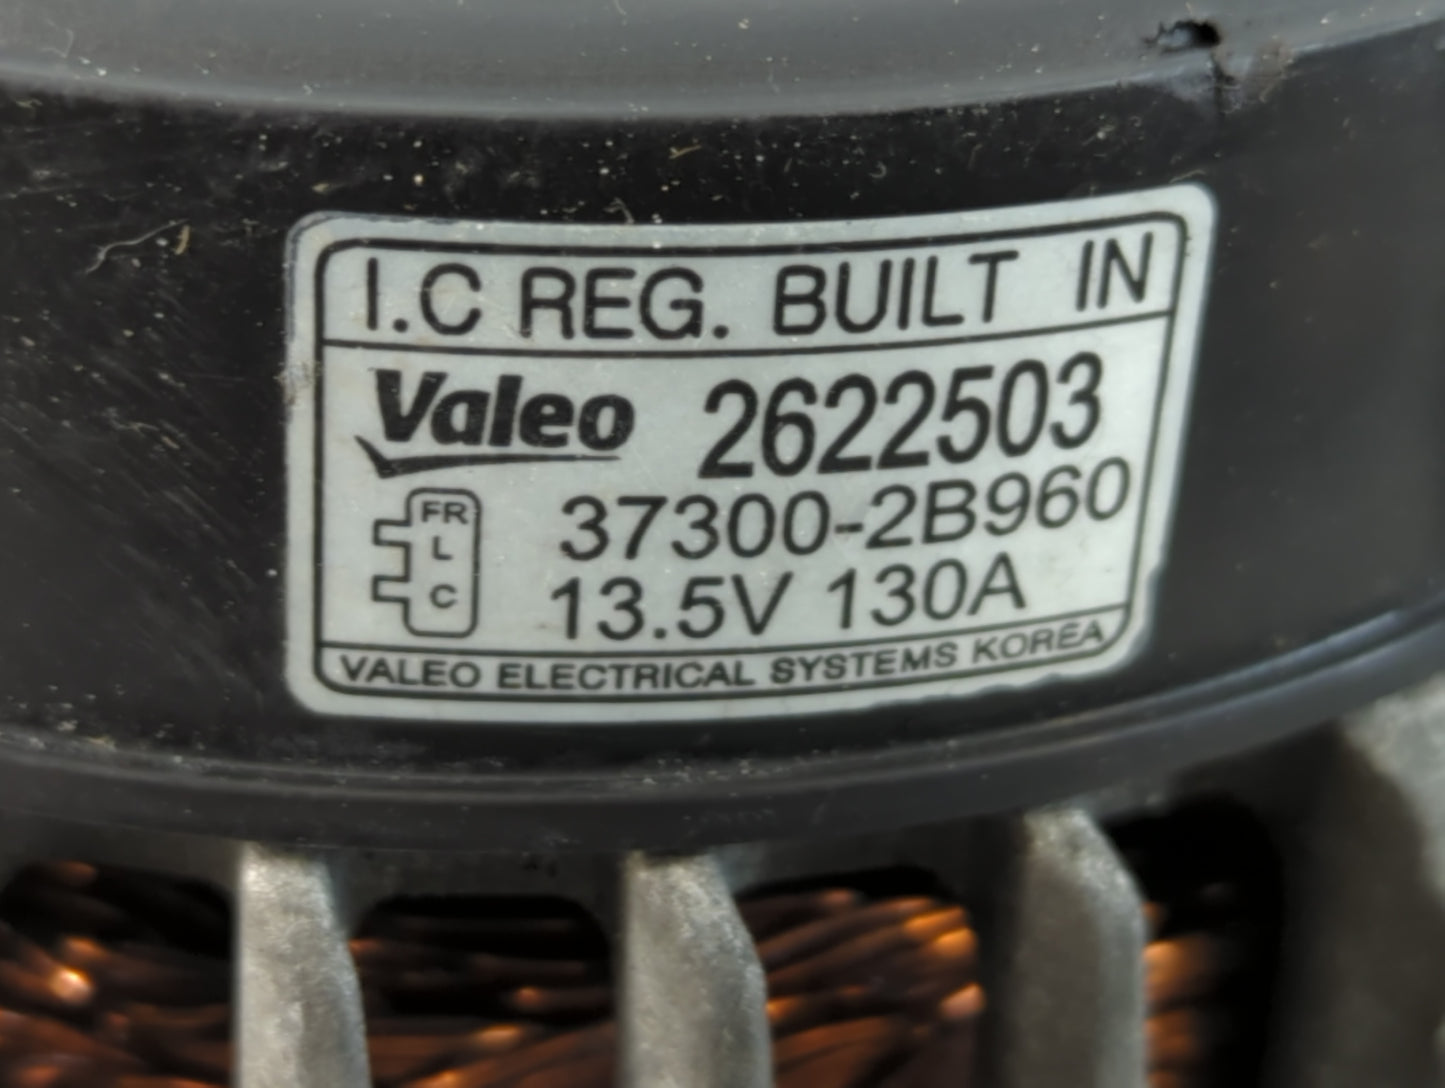 I.C REG. BUILT IN
Valeo 2622503
FR
L
C
37300-2B960
13.5V 130A
VALEO ELECTRICAL SYSTEMS KOREA